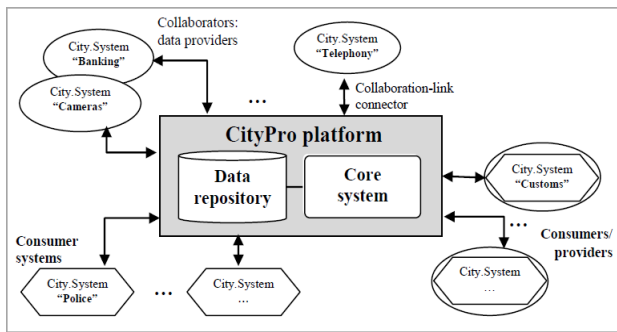 Collaborators:
data providers
City.System
“Banking”
City.System
“Cameras”
City.System
“Telephony”
...
Collaboration-link
connector
CityPro platform
Data
repository
Core
system
City.System
“Customs”
...
Consumers/
providers
City.System
...
Consumer
systems
City.System
“Police”
...
City.System
...